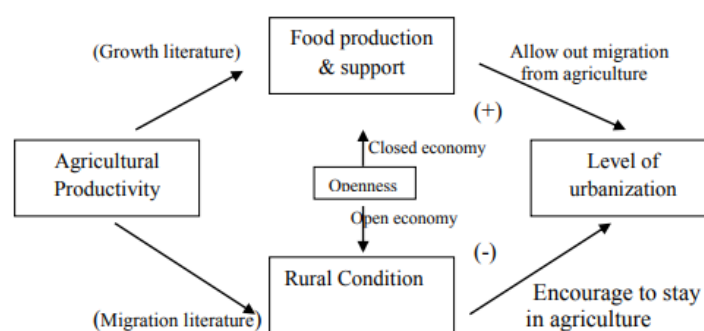 (Growth literature)
Food production
& support
Allow out migration
from agriculture
(+)
Agricultural
Productivity
Closed economy
Openness
Open economy
Level of
urbanization
(-)
Rural Condition
(Migration literature)
Encourage to stay
in agriculture